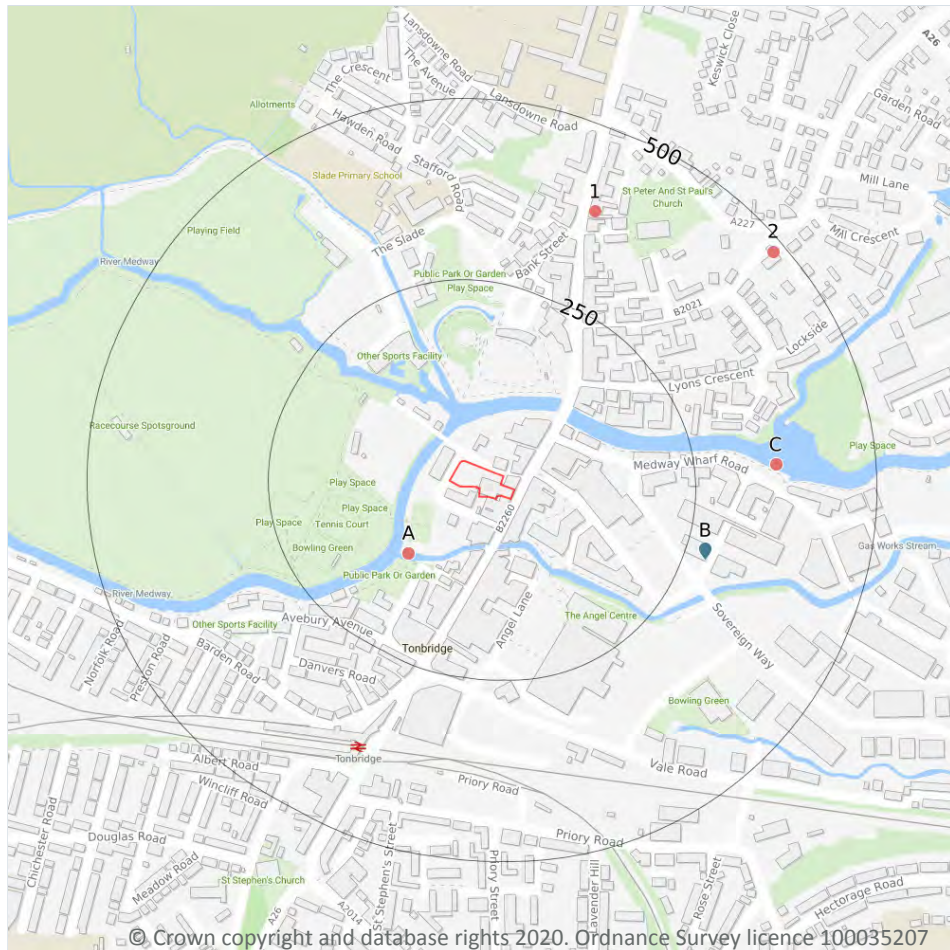 Lansdowne Road
The Crescent
The Avenue
Keswick Close
A26
Allotments
Hawden Road
Lansdowne Road
Garden Road
500
Stafford Road
Slade Primary School
Mill Lane
1
St Peter And St Paul's
Church
A227
Playing Field
The Slade
2
Mill Crescent
River Medway
Bank Street
Public Park Or Garden
Play Space
250
B2021
Lockside
Other Sports Facility
Lyons Crescent
Racecourse Spotsground
Play Space
C
Medway Wharf Road
Play Space
Play Space
Play Space
Tennis Court
B2260
A
B
Bowling Green
Gas Works Stream
Public Park Or Garden
River Medway
The Angel Centre
Other Sports Facility
Avebury Avenue
Angel Lane
Sovereign Way
Norfolk Road
Preston Road
Barden Road
Tonbridge
Danvers Road
Bowling Green
Tonbridge
Albert Road
Vale Road
Wincliff Road
Priory Road
Chichester Road
Douglas Road
Priory Road
Meadow Road
St Stephen's Street
St Stephen's Church
Priory Street
Lavender Hill
Rose Street
Hectorage Road
A26
A2014
© Crown copyright and database rights 2020. Ordnance Survey licence 100035207